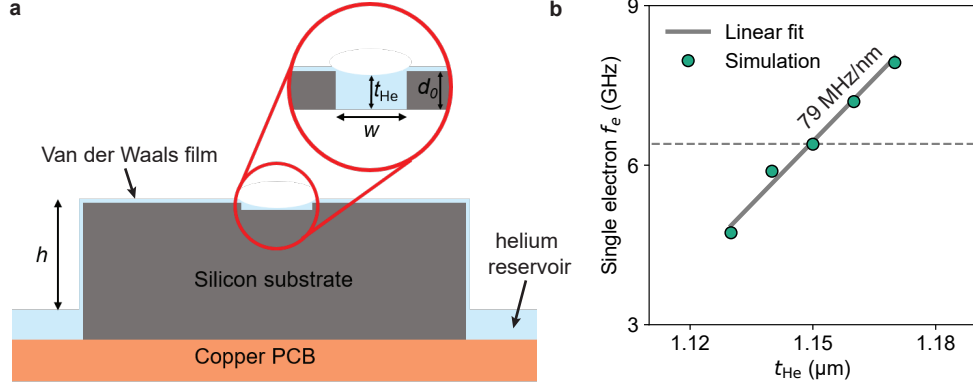 a
t_He
d_0
w
Van der Waals film
h
helium
reservoir
Silicon substrate
Copper PCB
b
9
6
3
Single electron f_e (GHz)
Linear fit
Simulation
79 MHz/nm
1.12
1.15
1.18
t_He (μm)